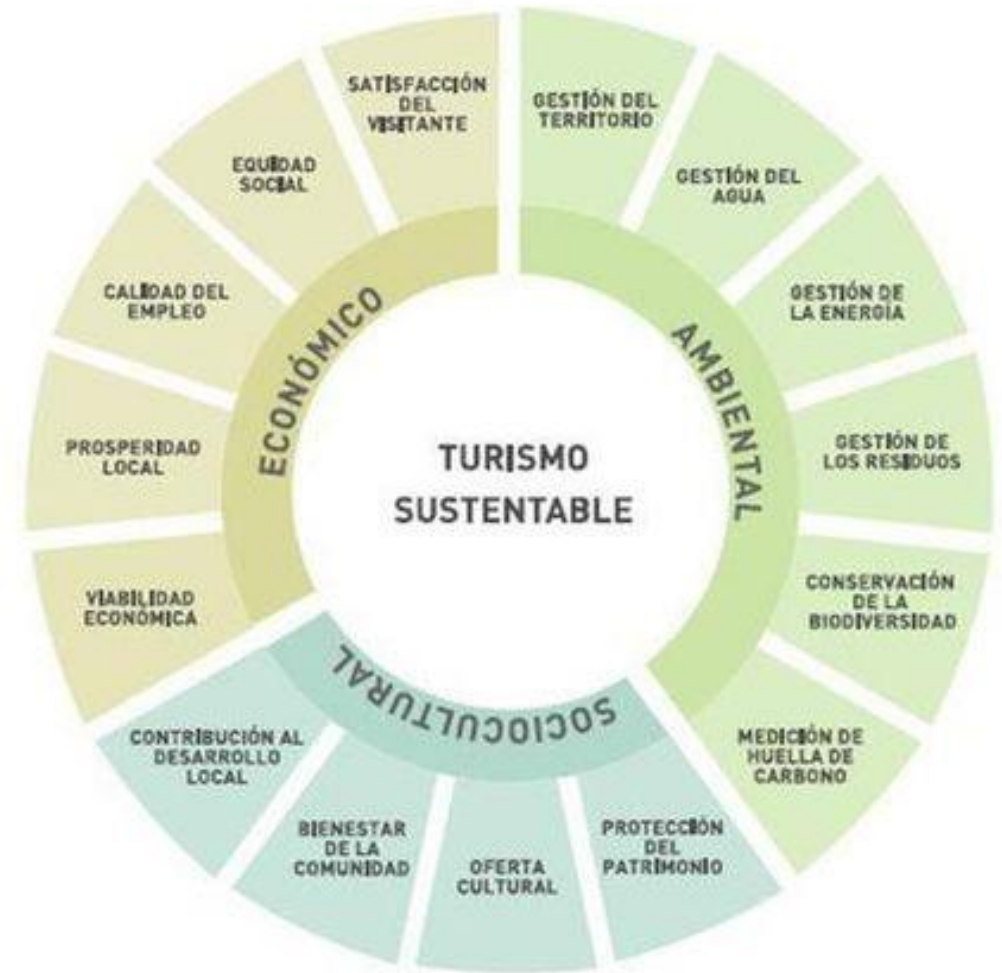 TURISMO
SUSTENTABLE
AMBIENTAL
GESTIÓN DEL
TERRITORIO
GESTIÓN DEL
AGUA
GESTIÓN DE
LA ENERGÍA
GESTIÓN DE
LOS RESIDUOS
CONSERVACIÓN
DE LA
BIODIVERSIDAD
MEDICIÓN DE
HUELLA DE
CARBONO
SOCIOCULTURAL
PROTECCIÓN
DEL
PATRIMONIO
OFERTA
CULTURAL
BIENESTAR
DE LA
COMUNIDAD
CONTRIBUCIÓN AL
DESARROLLO
LOCAL
ECONÓMICO
VIABILIDAD
ECONÓMICA
PROSPERIDAD
LOCAL
CALIDAD DEL
EMPLEO
EQUIDAD
SOCIAL
SATISFACCIÓN
DEL
VISITANTE